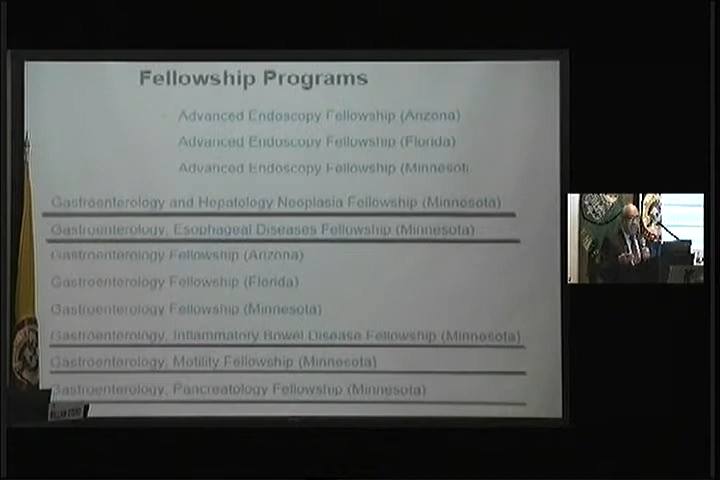 Fellowship Programs
Advanced Endoscopy Fellowship (Arizona)
Advanced Endoscopy Fellowship (Florida)
Advanced Endoscopy Fellowship (Minnesot
Gastroenterology and Hepatology Neoplasia Fellowship (Minnesota)
Gastroenterology, Esophageal Diseases Fellowship (Minnesota)
Gastroenterology Fellowship (Arizona)
Gastroenterology Fellowship (Florida)
Gastroenterology Fellowship (Minnesota)
Gastroenterology, Inflammatory Bowel Disease Fellowship (Minnesota)
Gastroenterology, Motility Fellowship (Minnesota)
Gastroenterology, Pancreatology Fellowship (Minnesota)